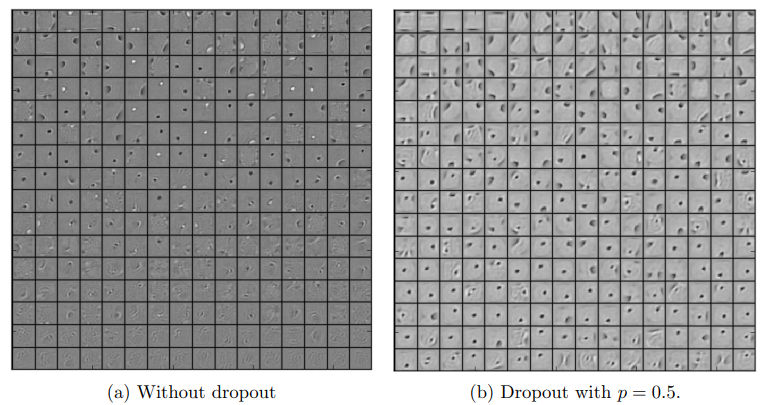 (a) Without dropout
(b) Dropout with p = 0.5.